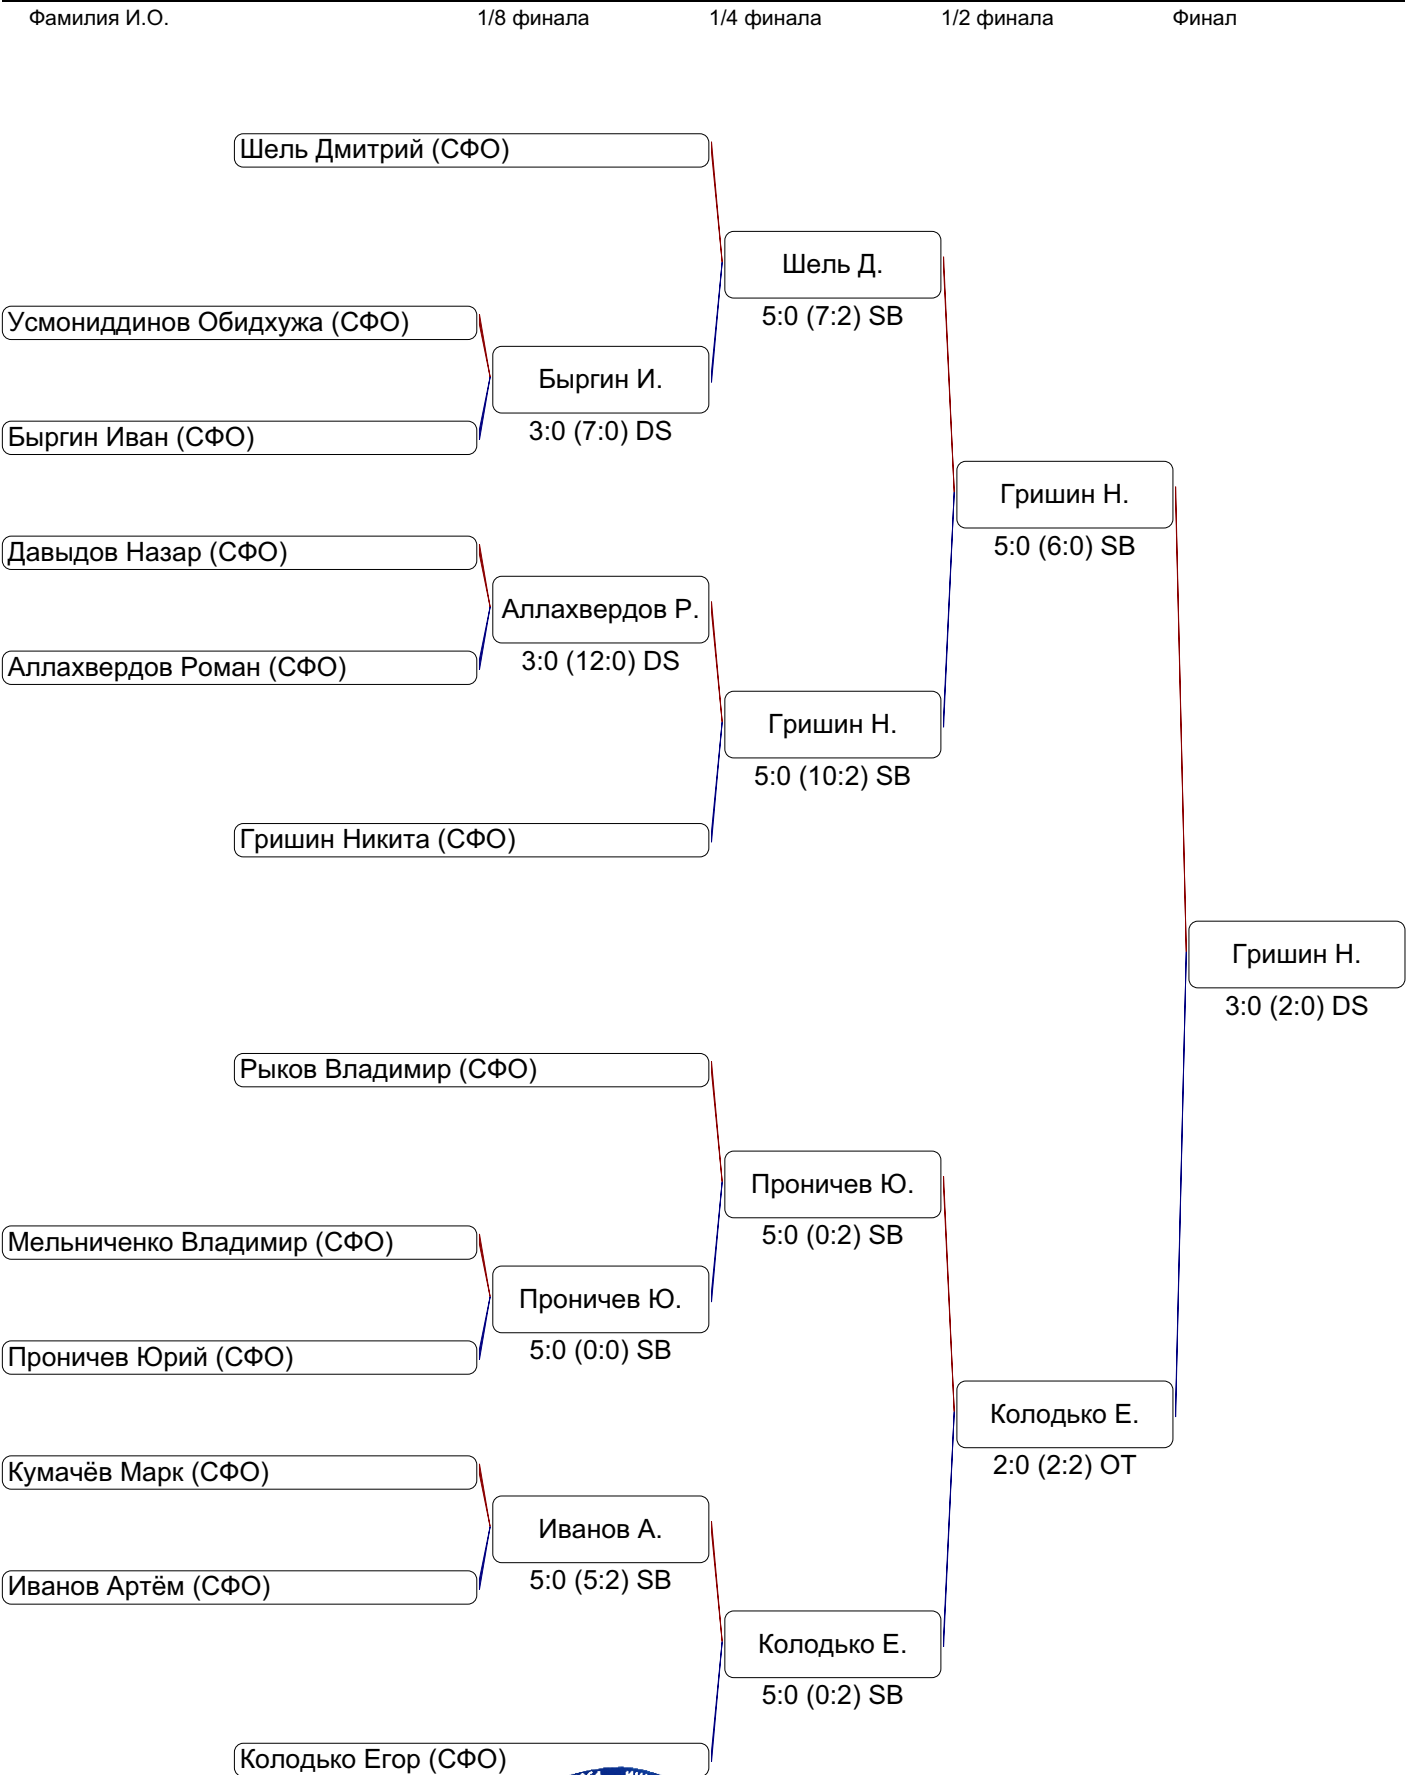 Фамилия И.О. 1/8 финала 1/4 финала 1/2 финала Финал
Шель Дмитрий (СФО)
Шель Д.
5:0 (7:2) SB
Усмониддинов Обидхужа (СФО)
Быргин И.
3:0 (7:0) DS
Быргин Иван (СФО)
Гришин Н.
5:0 (6:0) SB
Давыдов Назар (СФО)
Аллахвердов Р.
3:0 (12:0) DS
Аллахвердов Роман (СФО)
Гришин Н.
5:0 (10:2) SB
Гришин Никита (СФО)
Гришин Н.
3:0 (2:0) DS
Рыков Владимир (СФО)
Проничев Ю.
5:0 (0:2) SB
Мельниченко Владимир (СФО)
Проничев Ю.
5:0 (0:0) SB
Проничев Юрий (СФО)
Колодько Е.
2:0 (2:2) OT
Кумачёв Марк (СФО)
Иванов А.
5:0 (5:2) SB
Иванов Артём (СФО)
Колодько Е.
5:0 (0:2) SB
Колодько Егор (СФО)